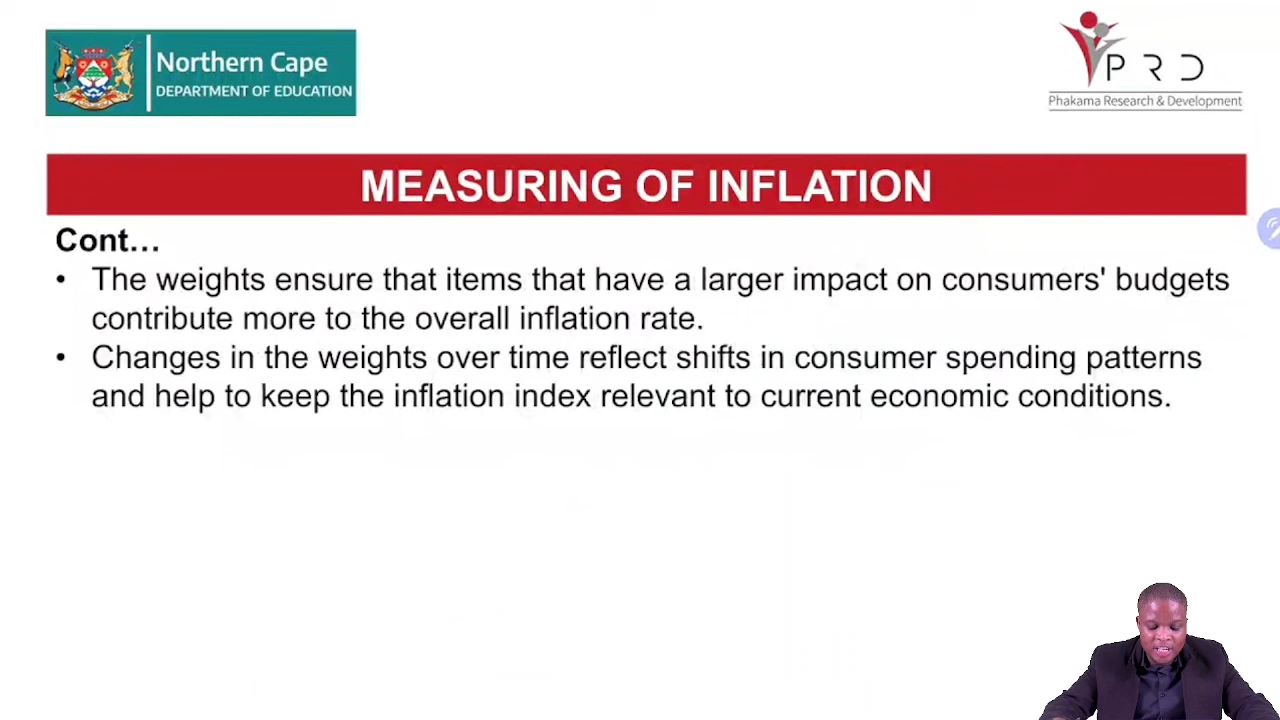 Northern Cape
DEPARTMENT OF EDUCATION
P R D
Phakama Research & Development
MEASURING OF INFLATION
Cont...
• The weights ensure that items that have a larger impact on consumers' budgets
contribute more to the overall inflation rate.
• Changes in the weights over time reflect shifts in consumer spending patterns
and help to keep the inflation index relevant to current economic conditions.